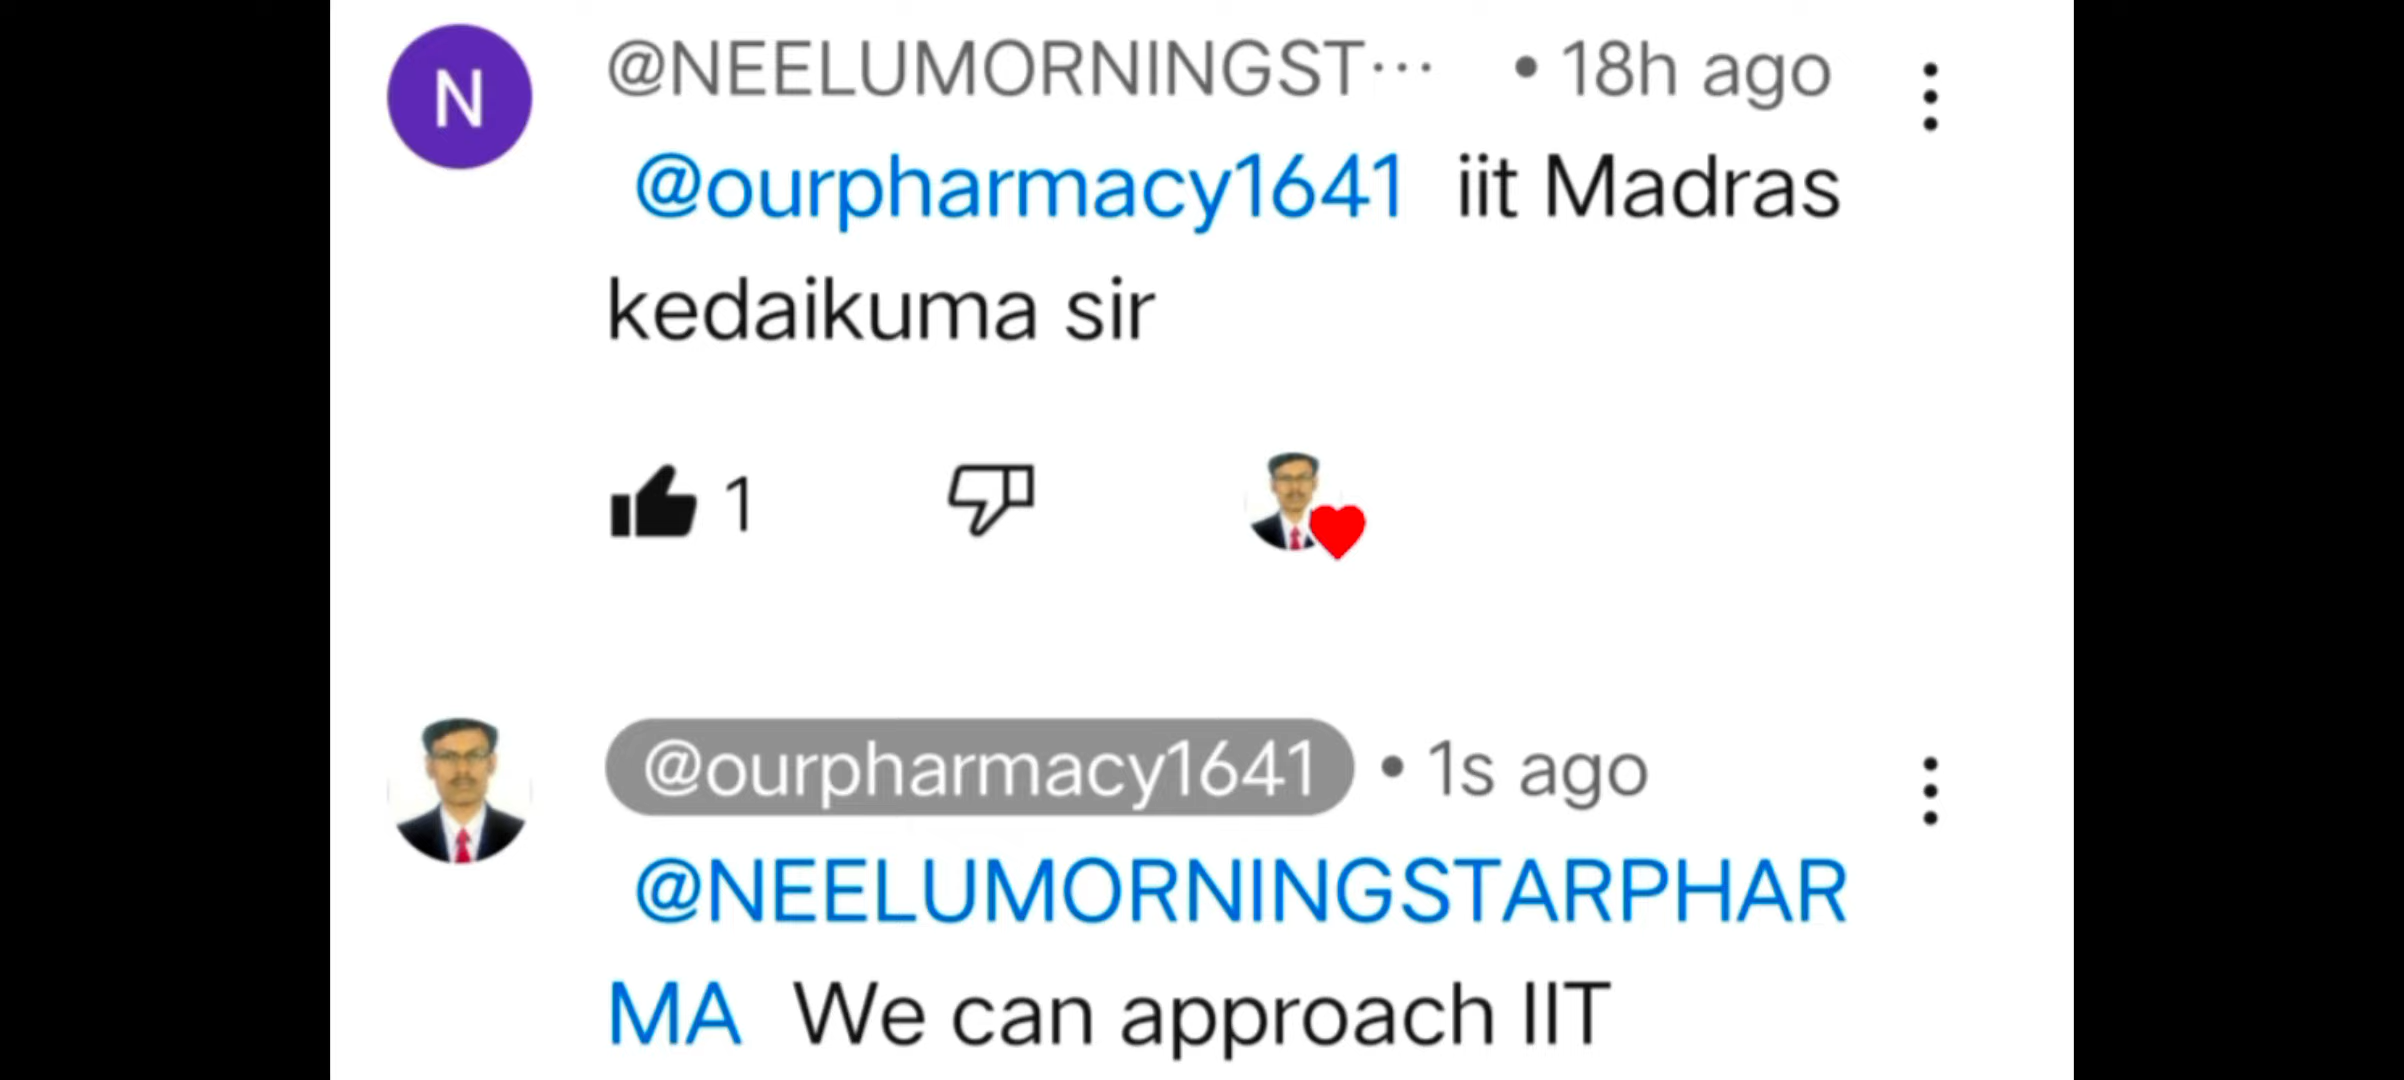 N
@NEELUMORNINGST... • 18h ago
@ourpharmacy1641 iit Madras
kedaikuma sir
1
@ourpharmacy1641 • 1s ago
@NEELUMORNINGSTARPHAR
MA We can approach IIT